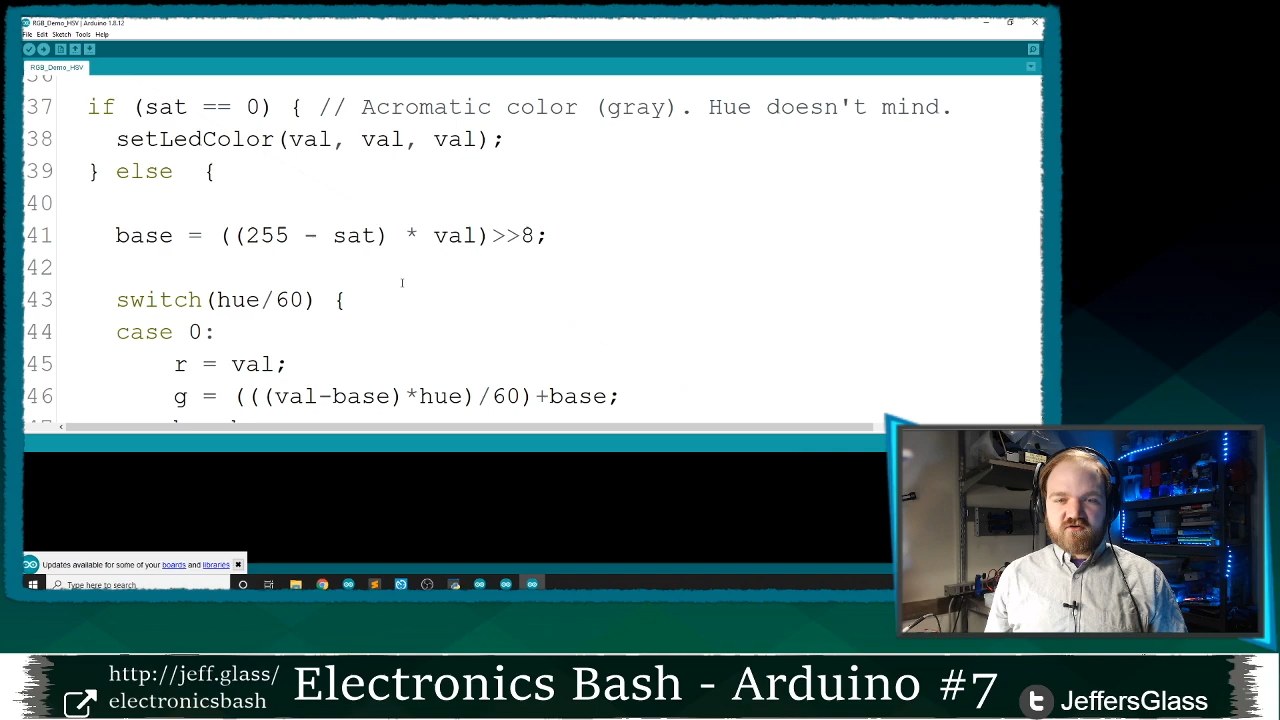 RGB_Demo_HSV | Arduino 1.8.12
File Edit Sketch Tools Help
RGB_Demo_HSV
36
37 if (sat == 0) { // Acromatic color (gray). Hue doesn't mind.
38 setLedColor(val, val, val);
39 } else {
40
41 base = ((255 - sat) * val)>>8;
42
43 switch(hue/60) {
44 case 0:
45 r = val;
46 g = (((val-base)*hue)/60)+base;
Updates available for some of your boards and libraries
Type here to search
http://jeff.glass/
electronicsbash
Electronics Bash - Arduino #7
JeffersGlass